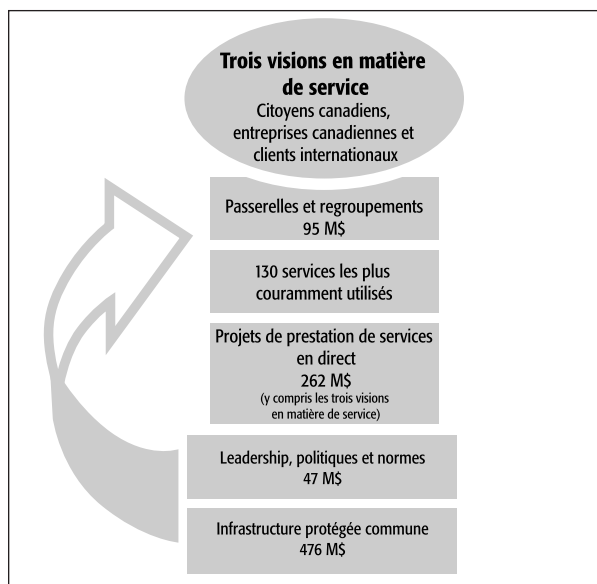 Trois visions en matière
de service
Citoyens canadiens,
entreprises canadiennes et
clients internationaux
Passerelles et regroupements
95 M$
130 services les plus
couramment utilisés
Projets de prestation de services
en direct
262 M$
(y compris les trois visions
en matière de service)
Leadership, politiques et normes
47 M$
Infrastructure protégée commune
476 M$